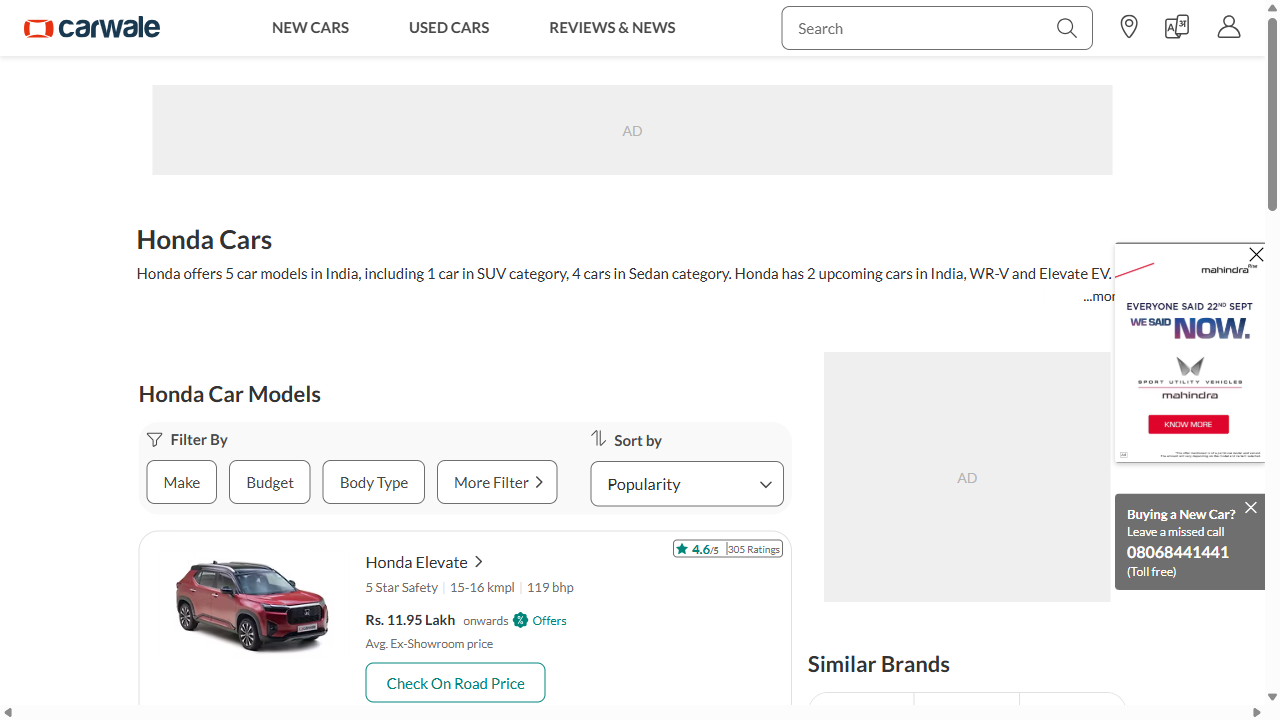 carwale
NEW CARS
USED CARS
REVIEWS & NEWS
Search
AD
Honda Cars
Honda offers 5 car models in India, including 1 car in SUV category, 4 cars in Sedan category. Honda has 2 upcoming cars in India, WR-V and Elevate EV.
...mor
mahindra Rise
EVERYONE SAID 22ND SEPT
WE SAID NOW.
SPORT UTILITY VEHICLES
mahindra
KNOW MORE
Honda Car Models
Filter By
Sort by
Make
Budget
Body Type
More Filter
Popularity
AD
Buying a New Car?
Leave a missed call
08068441441
(Toll free)
4.6/5
305 Ratings
Honda Elevate
5 Star Safety
15-16 kmpl
119 bhp
Rs. 11.95 Lakh onwards
Offers
Avg. Ex-Showroom price
Check On Road Price
Similar Brands